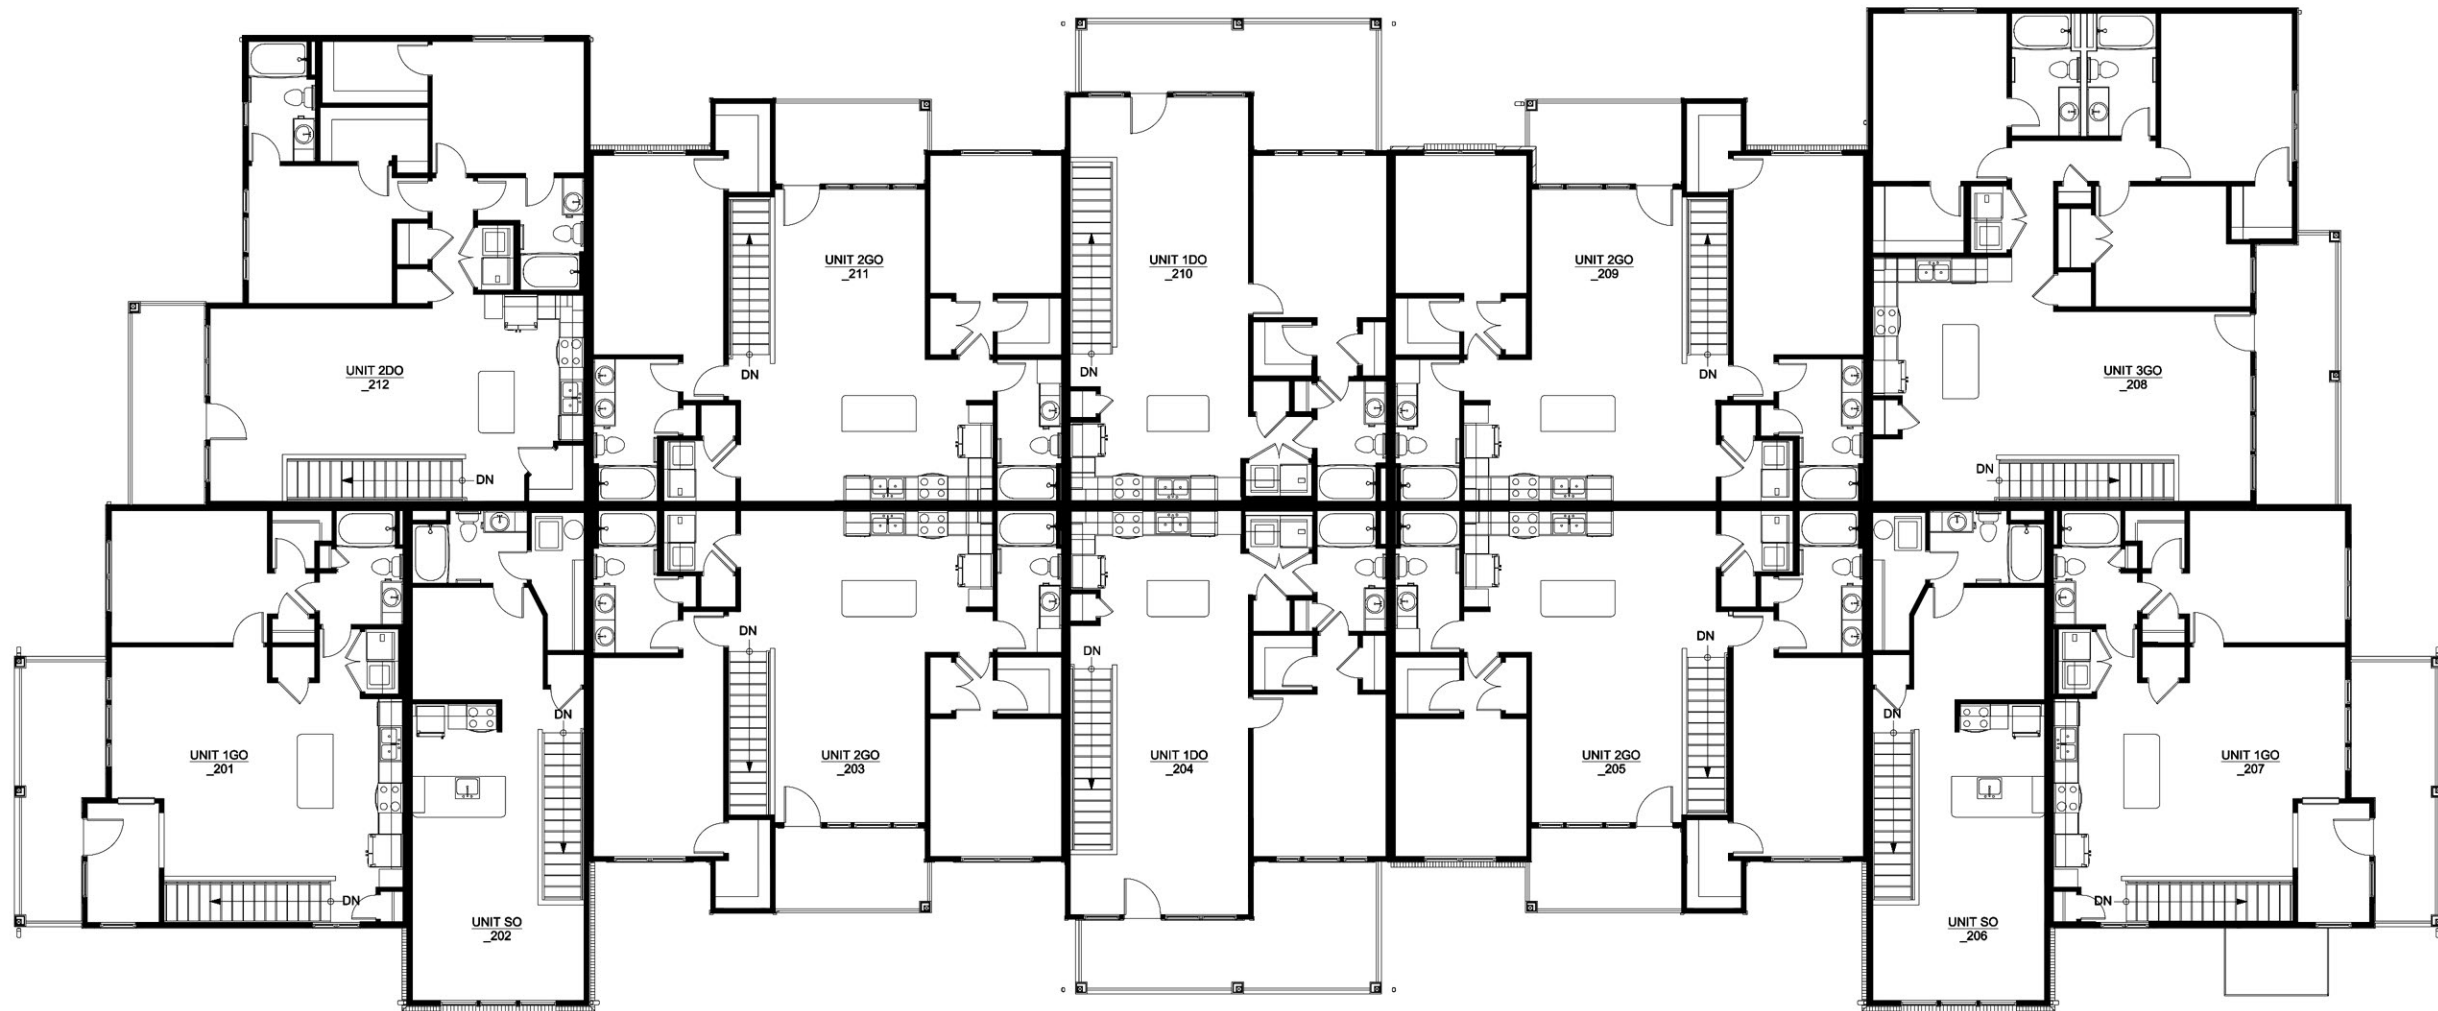 UNIT 2GO
_211
UNIT 1DO
_210
UNIT 2GO
_209
UNIT 2DO
_212
DN
DN
DN
UNIT 3GO
_208
DN
DN
DN
DN
DN
DN
DN
UNIT 1GO
_201
UNIT 2GO
_203
UNIT 1DO
_204
UNIT 2GO
_205
UNIT 1GO
_207
DN
DN
UNIT SO
_202
UNIT SO
_206